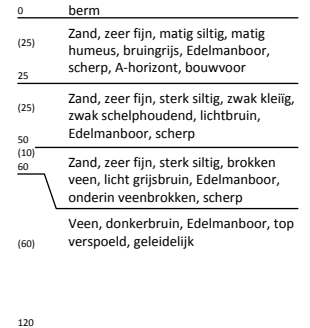 0 berm
(25) Zand, zeer fijn, matig siltig, matig
humeus, bruingrijs, Edelmanboor,
scherp, A-horizont, bouwvoor
25
(25) Zand, zeer fijn, sterk siltig, zwak kleiïg,
zwak schelphoudend, lichtbruin,
Edelmanboor, scherp
50
(10)
60
Zand, zeer fijn, sterk siltig, brokken
veen, licht grijsbruin, Edelmanboor,
onderin veenbrokken, scherp
Veen, donkerbruin, Edelmanboor, top
(60) verspoeld, geleidelijk
120